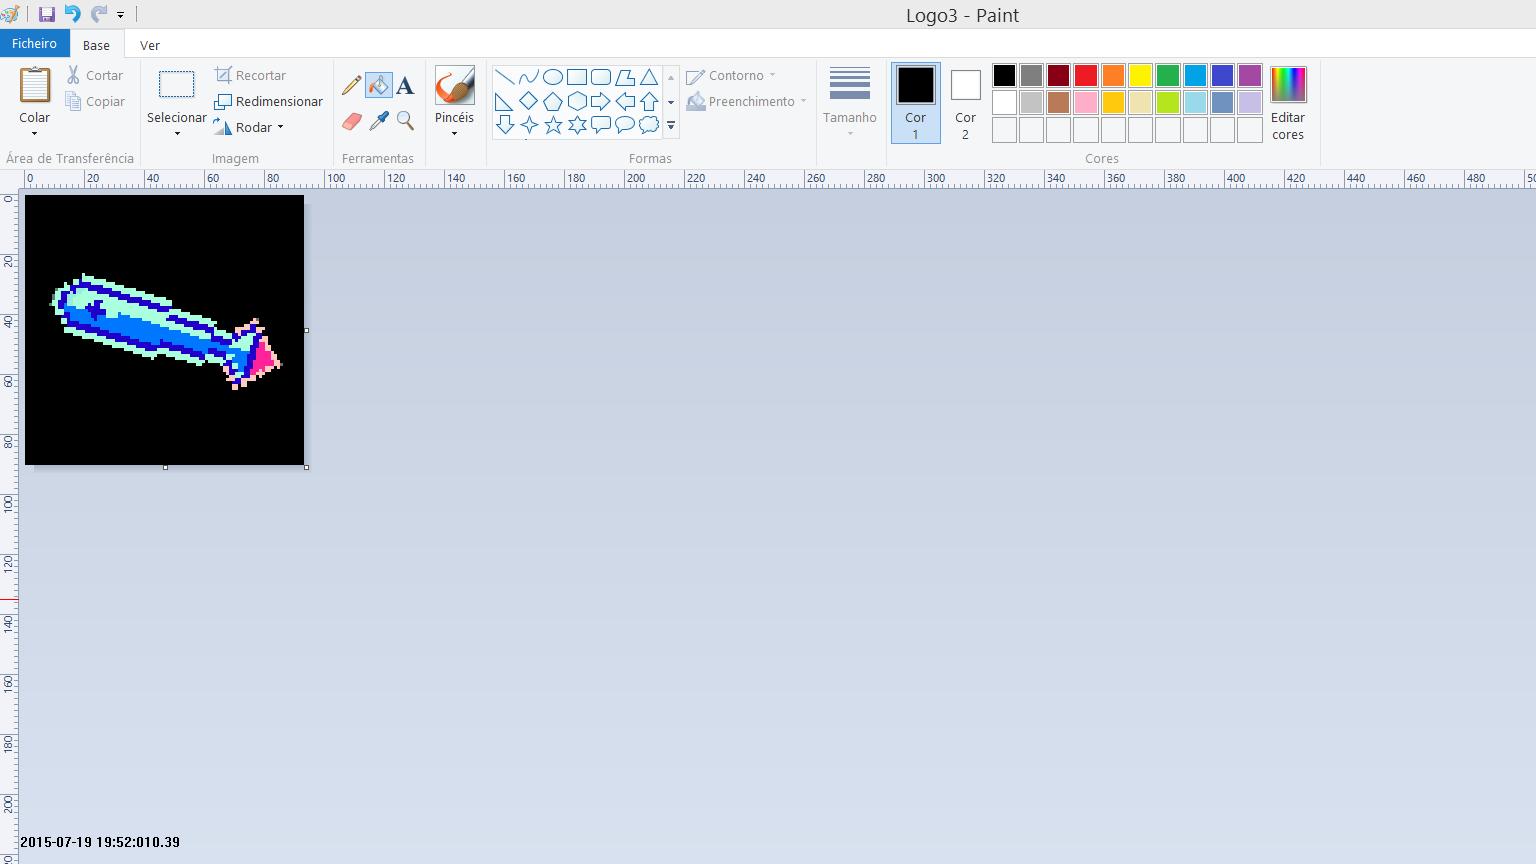 Logo3 - Paint
Ficheiro Base Ver
Colar Cortar Copiar Selecionar Recortar Redimensionar Rodar A Pincéis Contorno Preenchimento Tamanho Cor 1 Cor 2 Editar cores
Área de Transferência Imagem Ferramentas Formas Cores
0 20 40 60 80 100 120 140 160 180 200 220 240 260 280 300 320 340 360 380 400 420 440 460 480
0
20
40
60
80
100
120
140
160
180
200
2015-07-19 19:52:010.39